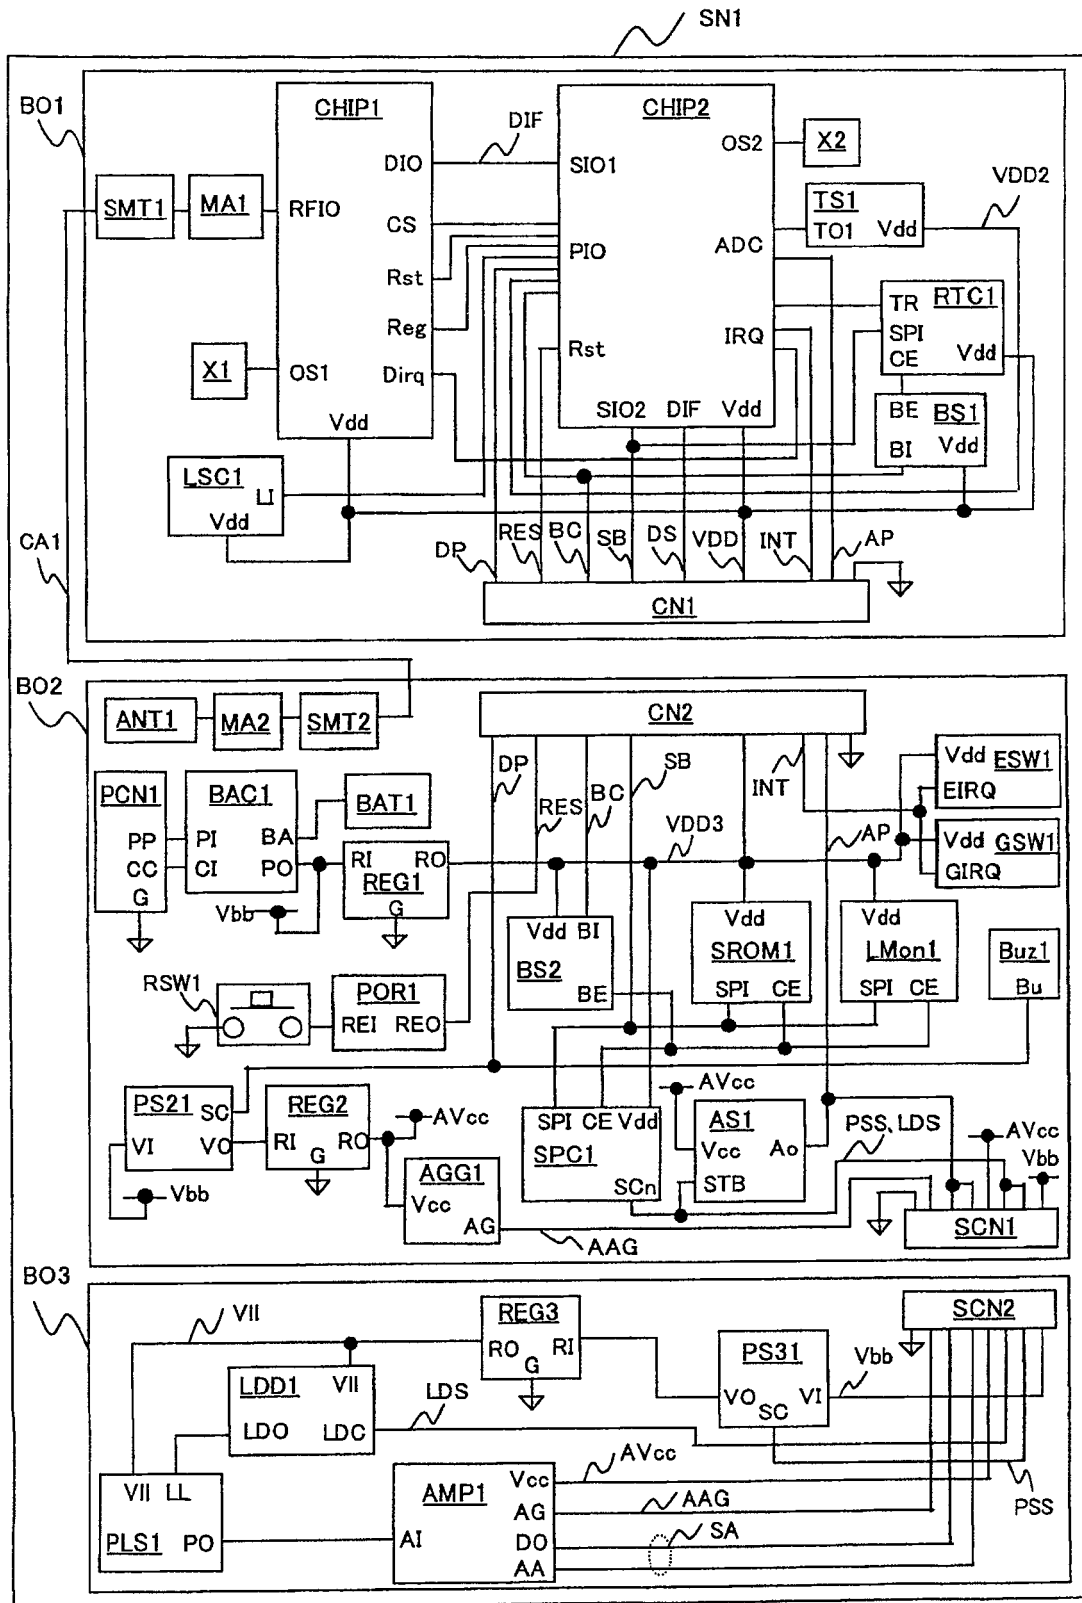 SN1
BO1
CHIP1
DIO
RFIO
CS
Rst
Reg
Dirq
OS1
Vdd
DIF
CHIP2
SIO1
PIO
Rst
SIO2
DIF
Vdd
OS2
ADC
IRQ
X2
VDD2
TS1
TO1
Vdd
RTC1
TR
SPI
CE
Vdd
BS1
BE
BI
Vdd
SMT1
MA1
X1
LSC1
LI
Vdd
CA1
DP
RES
BC
SB
DS
VDD
INT
AP
CN1
BO2
ANT1
MA2
SMT2
CN2
PCN1
PP
CC
G
BAC1
PI
CI
BA
PO
BAT1
Vbb
RI
RO
REG1
G
DP
RES
BC
SB
VDD3
INT
AP
Vdd
ESW1
EIRQ
Vdd
GSW1
GIRQ
Vdd
BI
BS2
BE
Vdd
SROM1
SPI
CE
Vdd
LMon1
SPI
CE
Buz1
Bu
RSW1
POR1
REI
REO
PS21
SC
VI
VO
Vbb
REG2
RI
RO
G
AVcc
AGG1
Vcc
AG
AAG
SPI
CE
Vdd
SPC1
SCn
AVcc
AS1
Vcc
Ao
STB
PSS、LDS
AVcc
Vbb
SCN1
BO3
VII
REG3
RO
RI
G
SCN2
PS31
VO
VI
SC
Vbb
LDD1
VII
LDO
LDC
LDS
VII
LL
PLS1
PO
AMP1
AI
Vcc
AG
DO
AA
AVcc
AAG
SA
PSS